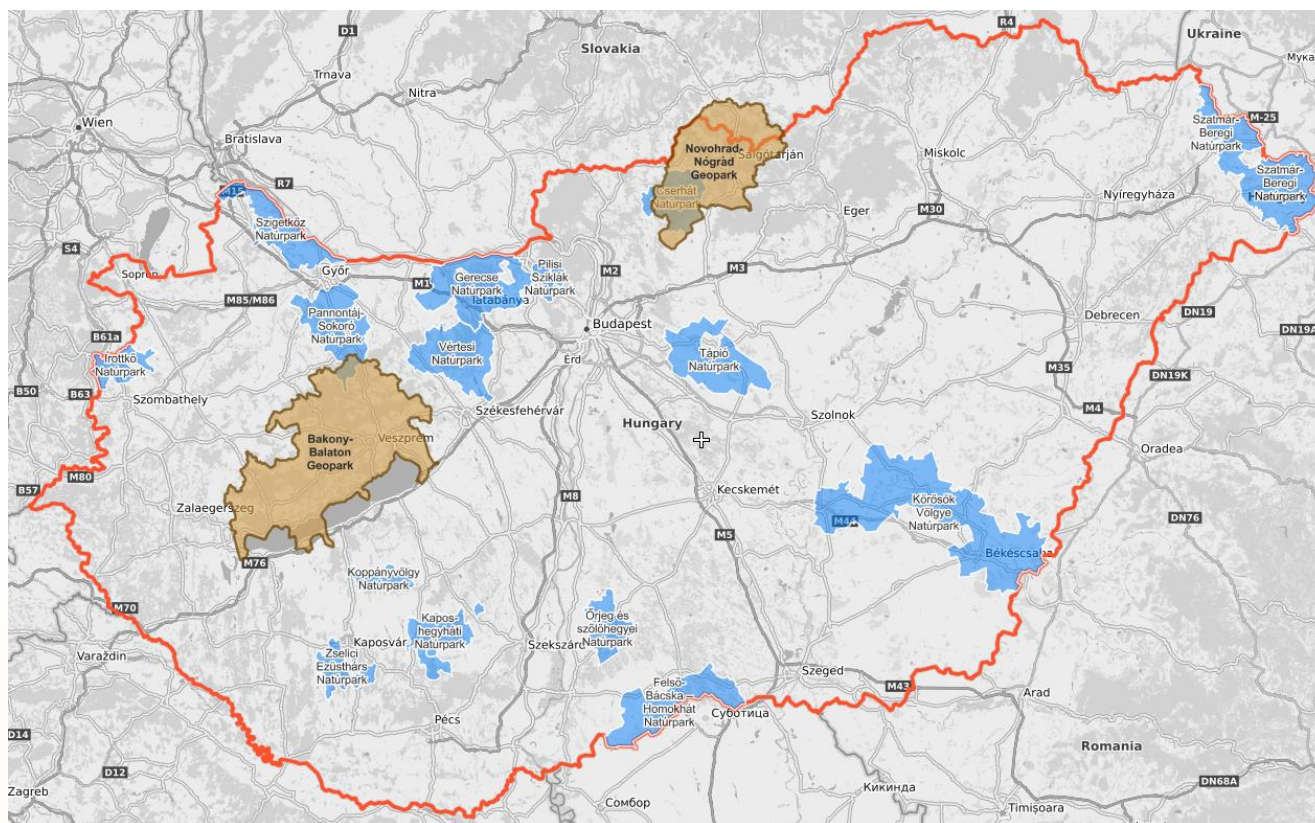 R4
Slovakia
Ukraine
D1
Мука
Trnava
Nitra
Wien
M-25
Szatmár-
Beregi
Naturpark
Bratislava
Novohrad-
Nógrád
Geopark
Salgótarján
Miskolc
Szatmár-
Beregi
Naturpark
R7
M15
Cserhát
Naturpark
Nyíregyháza
Eger
M30
Szigetköz
Naturpark
S4
Sopron
Győr
M1
Gerecse
Naturpark
Tatabánya
Pilisi
Sziklák
Naturpark
M2
M3
M85/M86
Pannontáj-
Sokoró
Naturpark
Debrecen
DN19
DN19A
Budapest
B61a
Írottkő
Naturpark
Vértesi
Naturpark
Érd
Tápió
Naturpark
M35
DN19K
B50
B63
Szombathely
Székesfehérvár
Szolnok
M4
Hungary
Bakony-
Balaton
Geopark
Veszprém
Oradea
M80
B57
Kecskemét
Zalaegerszeg
M8
Körösök
Völgye
Naturpark
M44
DN76
M5
Békéscsaba
M76
Koppányvölgy
Naturpark
M70
Kapos-
hegyháti
Naturpark
Őrjeg és
szőlőhegyei
Naturpark
Kaposvár
Szekszárd
Varaždin
Zselici
Ezüsthárs
Naturpark
Szeged
M43
Arad
Felső-
Bácska –
Homokhát
Naturpark
Суботица
Pécs
D14
Romania
D12
DN68A
Zagreb
Сомбор
Кикинда
Timișoara